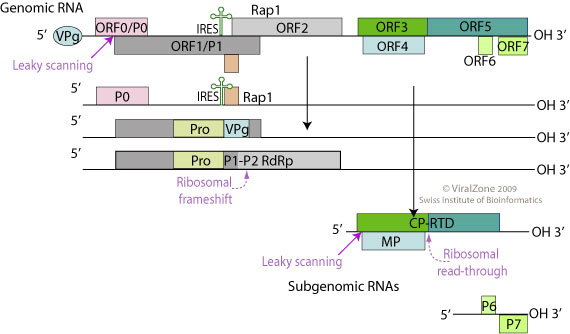 Genomic RNA
Rap1
IRES
5′ VPg ORF0/P0 ORF2 ORF3 ORF5 OH 3′
ORF1/P1 ORF4 ORF6 ORF7
Leaky scanning
5′ P0 IRES Rap1 OH 3′
5′ Pro VPg OH 3′
5′ Pro P1-P2 RdRp OH 3′
Ribosomal
frameshift
© ViralZone 2009
Swiss Institute of Bioinformatics
5′ CP-RTD OH 3′
MP
Leaky scanning
Ribosomal
read-through
Subgenomic RNAs
5′ P6 OH 3′
P7